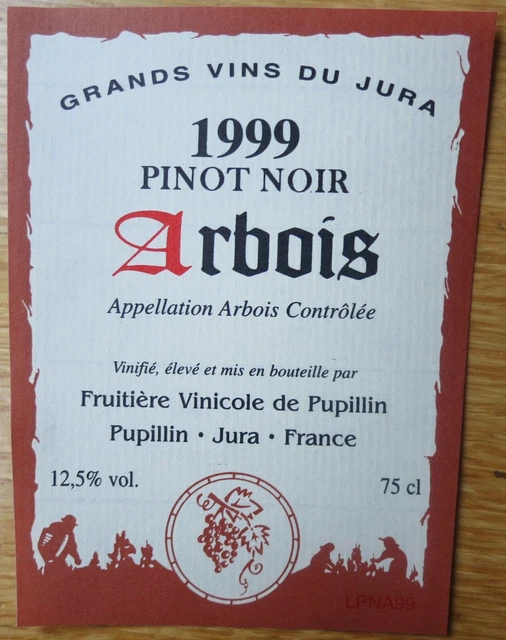 GRANDS VINS DU JURA
1999
PINOT NOIR
Arbois
Appellation Arbois Contrôlée
Vinifié, élevé et mis en bouteille par
Fruitière Vinicole de Pupillin
Pupillin • Jura • France
12,5% vol.
75 cl
LPNA99